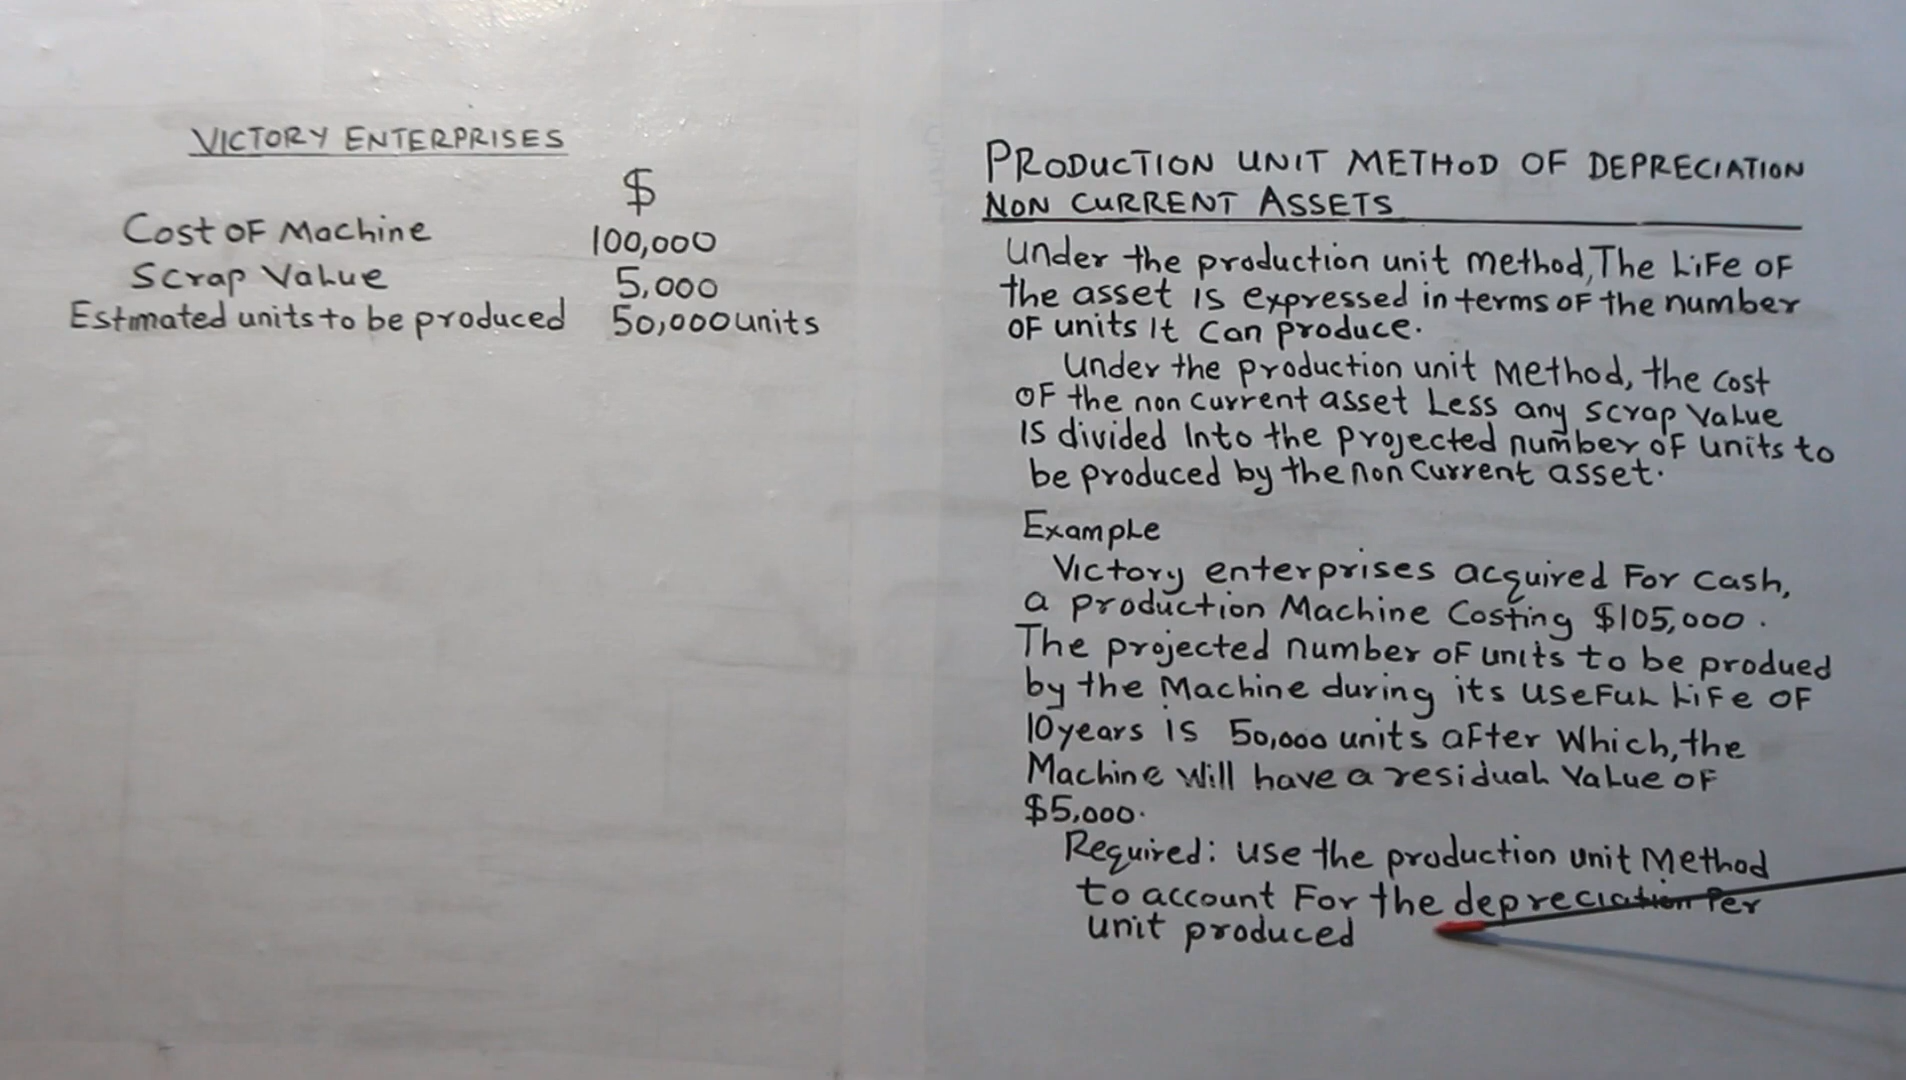 VICTORY ENTERPRISES
$
Cost OF Machine 100,000
Scrap Value 5,000
Estimated units to be produced 50,000 units
PRODUCTION UNIT METHOD OF DEPRECIATION
NON CURRENT ASSETS
Under the production unit method, The LiFe OF
the asset is expressed in terms OF the number
OF units It Can produce.
Under the production unit Method, the Cost
OF the non current asset Less any scrap Value
IS divided Into the projected number OF units to
be produced by the non current asset.
Example
Victory enterprises acquired For Cash,
a production Machine Costing $105,000.
The projected number OF units to be produed
by the Machine during its useFul LiFe OF
10 years is 50,000 units aFter Which, the
Machine Will have a residual Value OF
$5,000.
Required: use the production unit Method
to account For the depreciation Per
unit produced